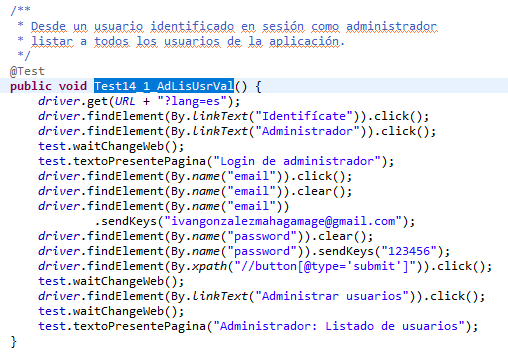 /**
 * Desde un usuario identificado en sesión como administrador
 * listar a todos los usuarios de la aplicación.
 */
@Test
public void Test14_1_AdLisUsrVal() {
    driver.get(URL + "?lang=es");
    driver.findElement(By.linkText("Identifícate")).click();
    driver.findElement(By.linkText("Administrador")).click();
    test.waitChangeWeb();
    test.textoPresentePagina("Login de administrador");
    driver.findElement(By.name("email")).click();
    driver.findElement(By.name("email")).clear();
    driver.findElement(By.name("email"))
            .sendKeys("ivangonzalezmahagamage@gmail.com");
    driver.findElement(By.name("password")).clear();
    driver.findElement(By.name("password")).sendKeys("123456");
    driver.findElement(By.xpath("//button[@type='submit']")).click();
    test.waitChangeWeb();
    driver.findElement(By.linkText("Administrar usuarios")).click();
    test.waitChangeWeb();
    test.textoPresentePagina("Administrador: Listado de usuarios");
}